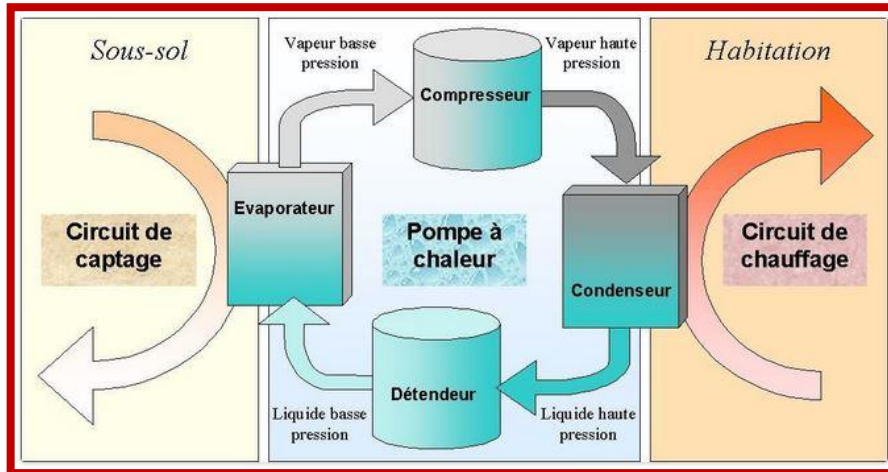 Sous-sol
Vapeur basse
pression
Compresseur
Vapeur haute
pression
Habitation
Evaporateur
Circuit de
captage
Pompe à
chaleur
Condenseur
Circuit de
chauffage
Détendeur
Liquide basse
pression
Liquide haute
pression